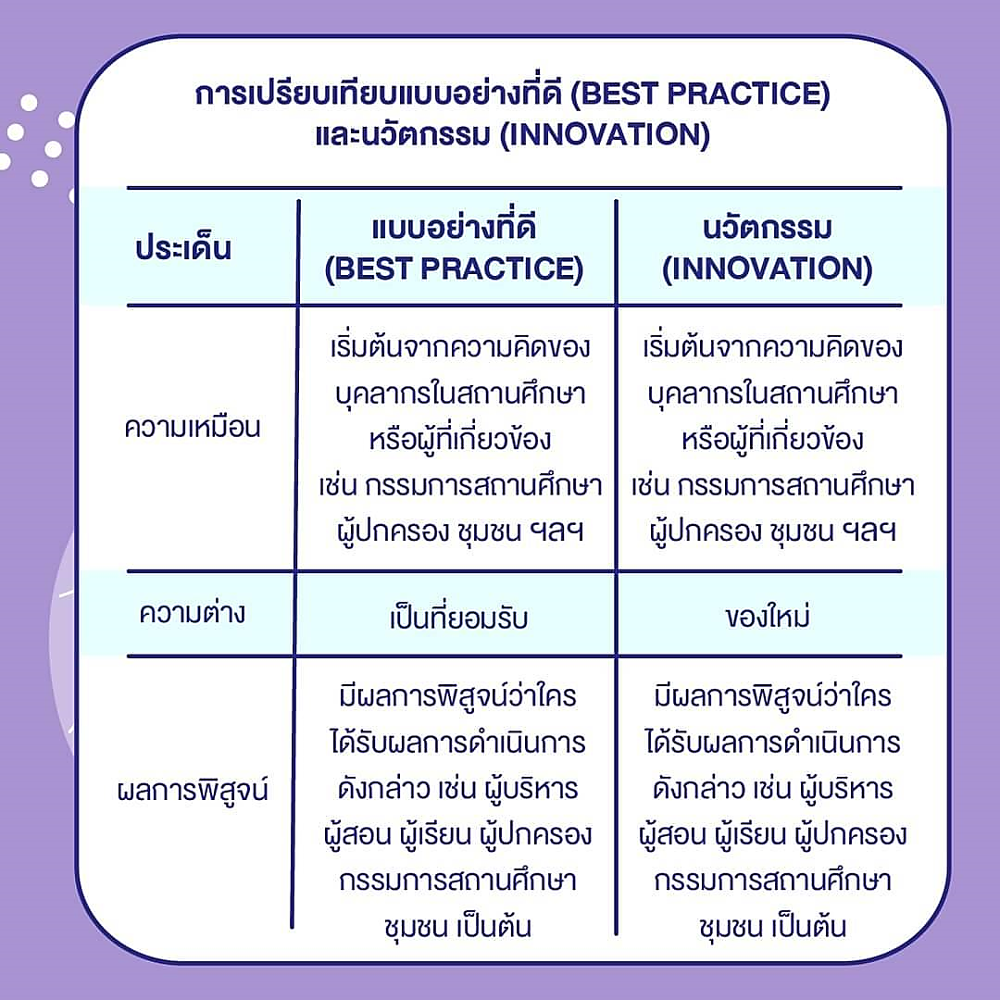 การเปรียบเทียบแบบอย่างที่ดี (BEST PRACTICE)
และนวัตกรรม (INNOVATION)
ประเด็น
แบบอย่างที่ดี
(BEST PRACTICE)
นวัตกรรม
(INNOVATION)
ความเหมือน
เริ่มต้นจากความคิดของ
บุคลากรในสถานศึกษา
หรือผู้ที่เกี่ยวข้อง
เช่น กรรมการสถานศึกษา
ผู้ปกครอง ชุมชน ฯลฯ
เริ่มต้นจากความคิดของ
บุคลากรในสถานศึกษา
หรือผู้ที่เกี่ยวข้อง
เช่น กรรมการสถานศึกษา
ผู้ปกครอง ชุมชน ฯลฯ
ความต่าง
เป็นที่ยอมรับ
ของใหม่
ผลการพิสูจน์
มีผลการพิสูจน์ว่าใคร
ได้รับผลการดำเนินการ
ดังกล่าว เช่น ผู้บริหาร
ผู้สอน ผู้เรียน ผู้ปกครอง
กรรมการสถานศึกษา
ชุมชน เป็นต้น
มีผลการพิสูจน์ว่าใคร
ได้รับผลการดำเนินการ
ดังกล่าว เช่น ผู้บริหาร
ผู้สอน ผู้เรียน ผู้ปกครอง
กรรมการสถานศึกษา
ชุมชน เป็นต้น